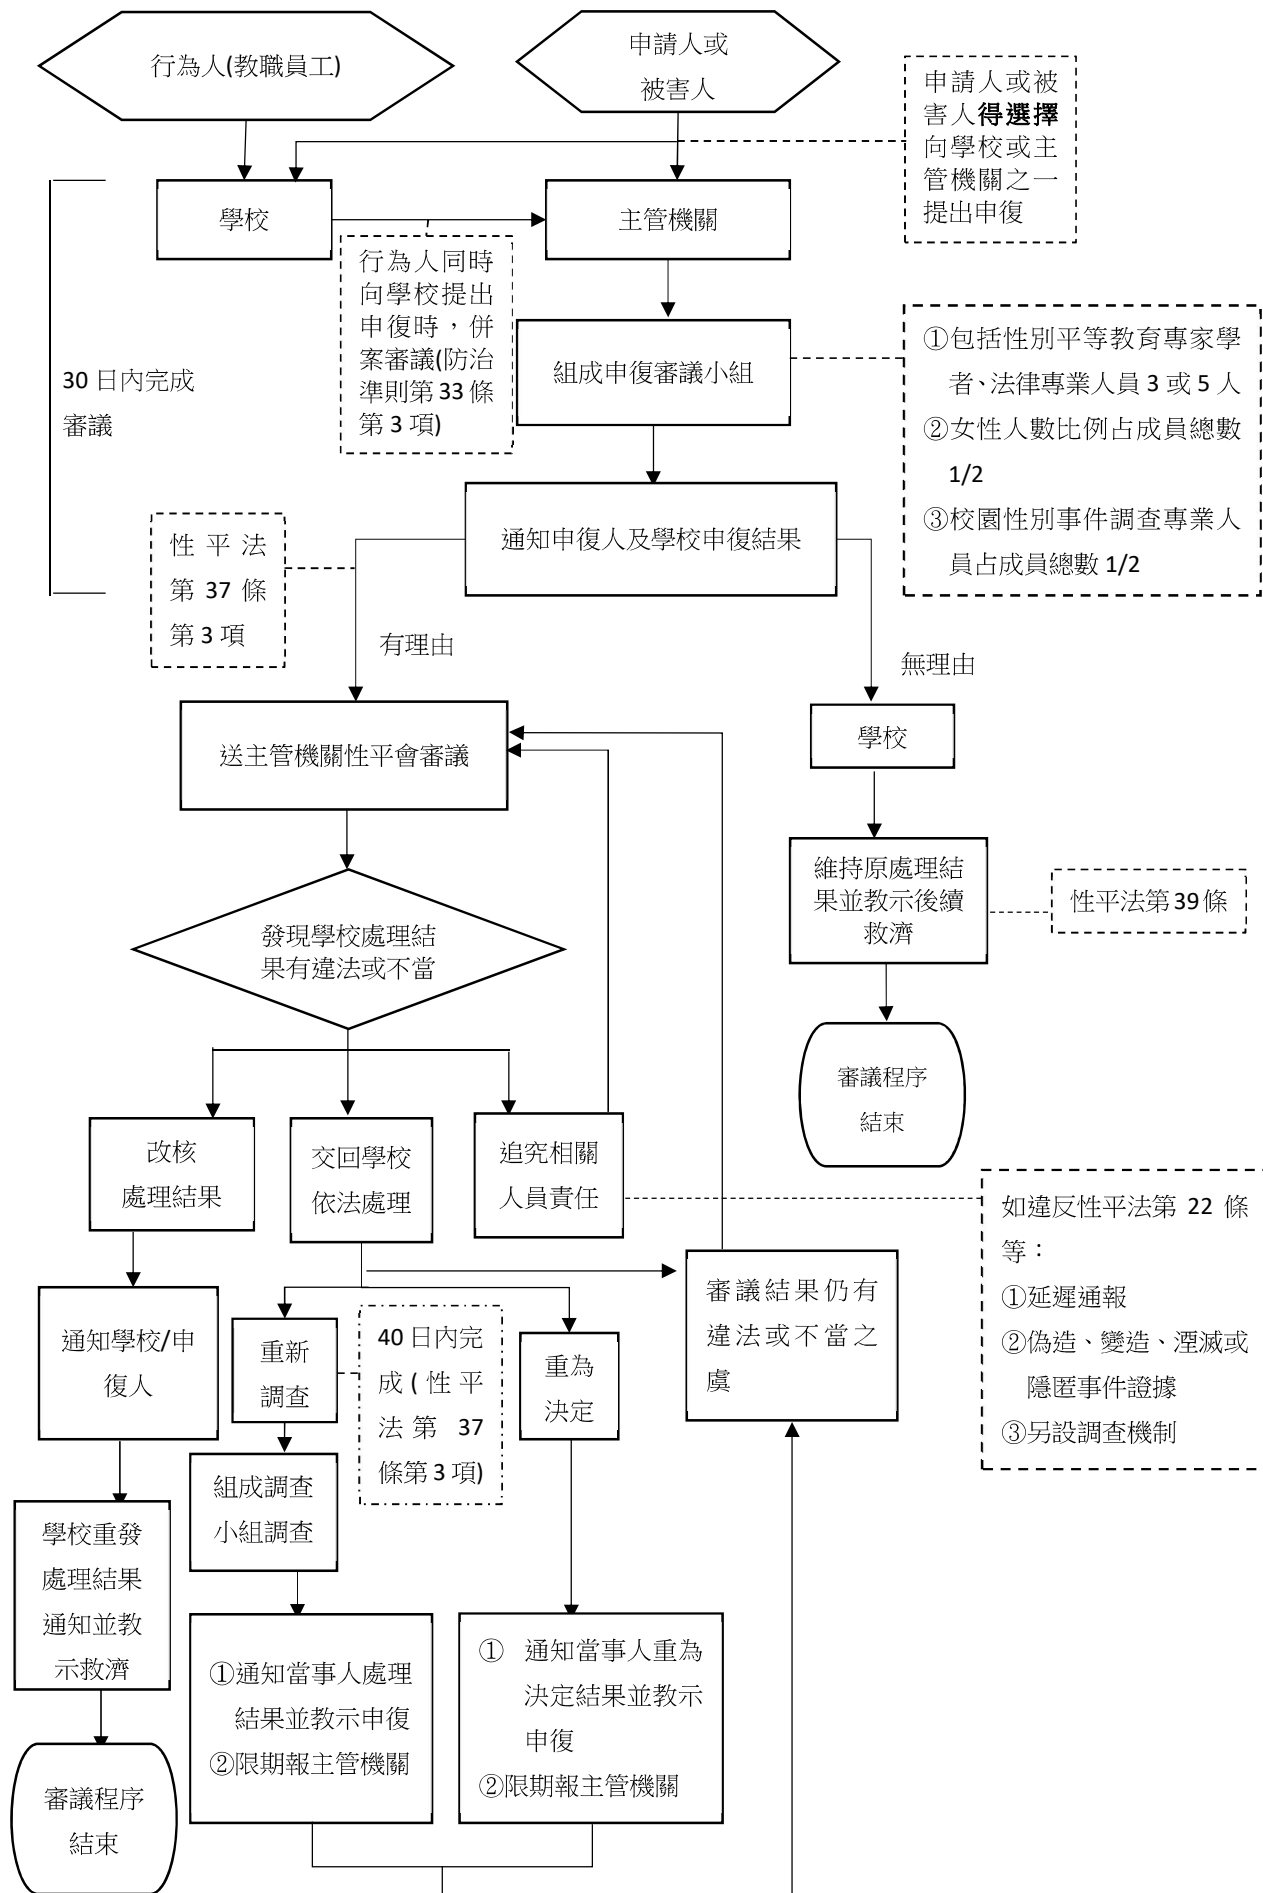 行為人(教職員工)
申請人或
被害人
申請人或被
害人得選擇
向學校或主
管機關之一
提出申復
學校
主管機關
行為人同時
向學校提出
申復時，併
案審議(防治
準則第33條
第3項)
30日內完成
審議
組成申復審議小組
①包括性別平等教育專家學
者、法律專業人員3或5人
②女性人數比例占成員總數
1/2
③校園性別事件調查專業人
員占成員總數1/2
通知申復人及學校申復結果
性平法
第37條
第3項
有理由
無理由
送主管機關性平會審議
學校
維持原處理結
果並教示後續
救濟
性平法第39條
發現學校處理結
果有違法或不當
審議程序
結束
改核
處理結果
交回學校
依法處理
追究相關
人員責任
如違反性平法第22條
等：
①延遲通報
②偽造、變造、湮滅或
隱匿事件證據
③另設調查機制
審議結果仍有
違法或不當之
虞
通知學校/申
復人
重新
調查
40日內完
成(性平
法第37
條第3項)
重為
決定
組成調查
小組調查
學校重發
處理結果
通知並教
示救濟
①通知當事人處理
結果並教示申復
②限期報主管機關
① 通知當事人重為
決定結果並教示
申復
②限期報主管機關
審議程序
結束